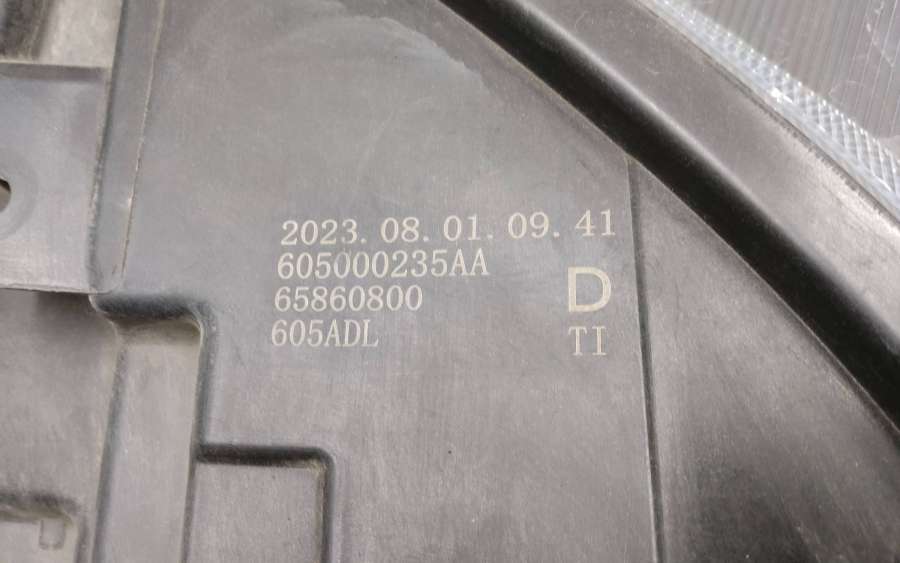 2023. 08. 01. 09. 41
605000235AA
65860800
D
605ADL
TI